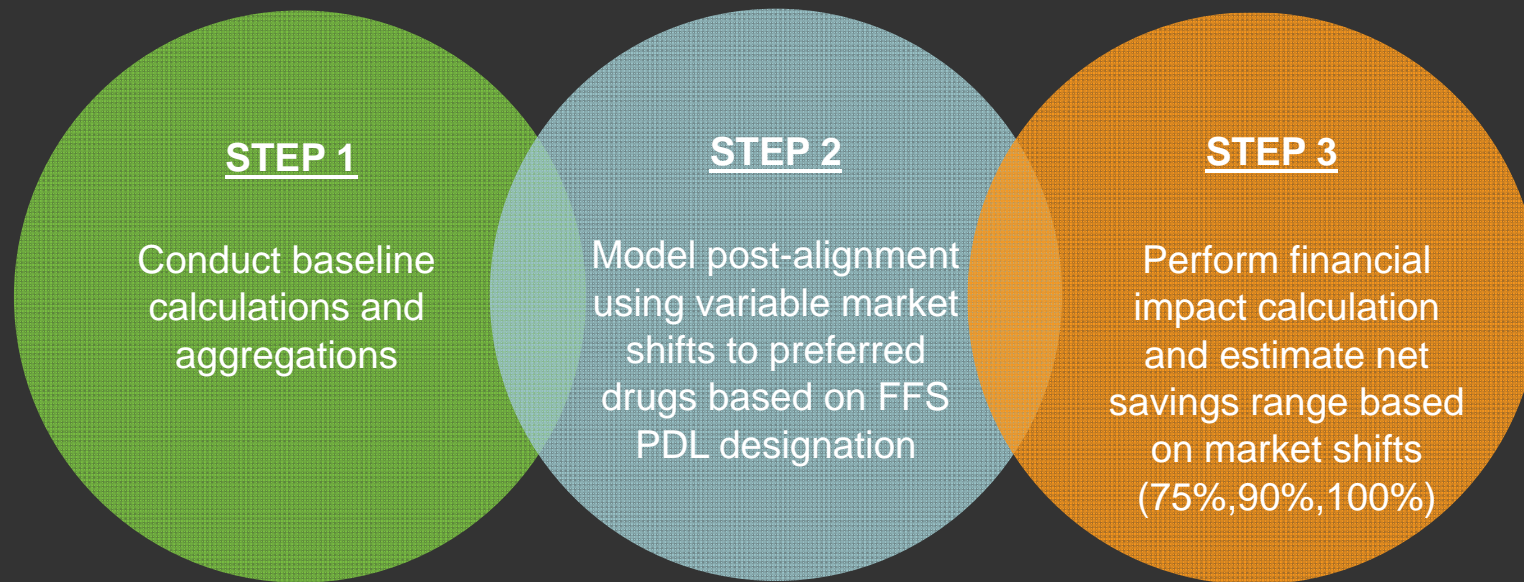 STEP 1
Conduct baseline
calculations and
aggregations
STEP 2
Model post-alignment
using variable market
shifts to preferred
drugs based on FFS
PDL designation
STEP 3
Perform financial
impact calculation
and estimate net
savings range based
on market shifts
(75%,90%,100%)